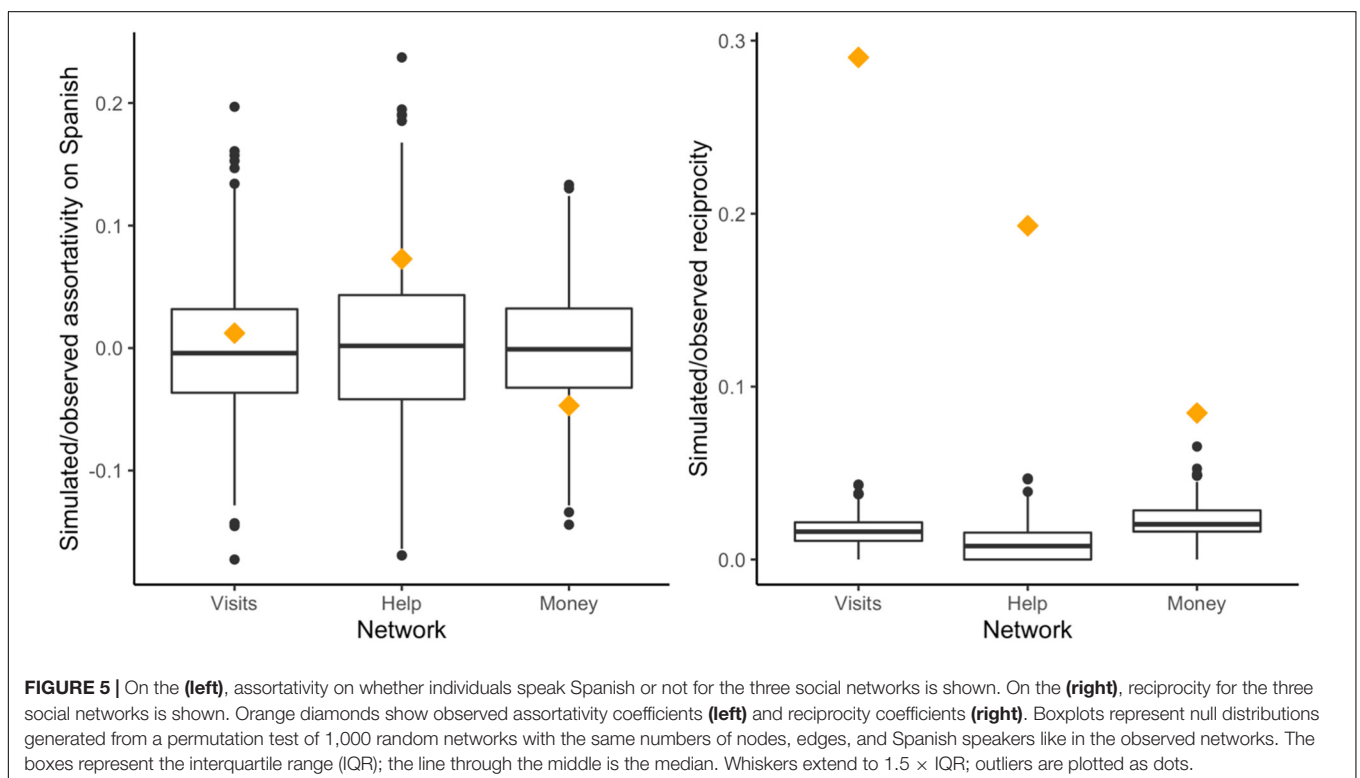 Simulated/observed assortativity on Spanish
0.2
0.1
0.0
-0.1
Visits
Help
Money
Network
Simulated/observed reciprocity
0.3
0.2
0.1
0.0
Visits
Help
Money
Network
FIGURE 5 | On the (left), assortativity on whether individuals speak Spanish or not for the three social networks is shown. On the (right), reciprocity for the three
social networks is shown. Orange diamonds show observed assortativity coefficients (left) and reciprocity coefficients (right). Boxplots represent null distributions
generated from a permutation test of 1,000 random networks with the same numbers of nodes, edges, and Spanish speakers like in the observed networks. The
boxes represent the interquartile range (IQR); the line through the middle is the median. Whiskers extend to 1.5 × IQR; outliers are plotted as dots.